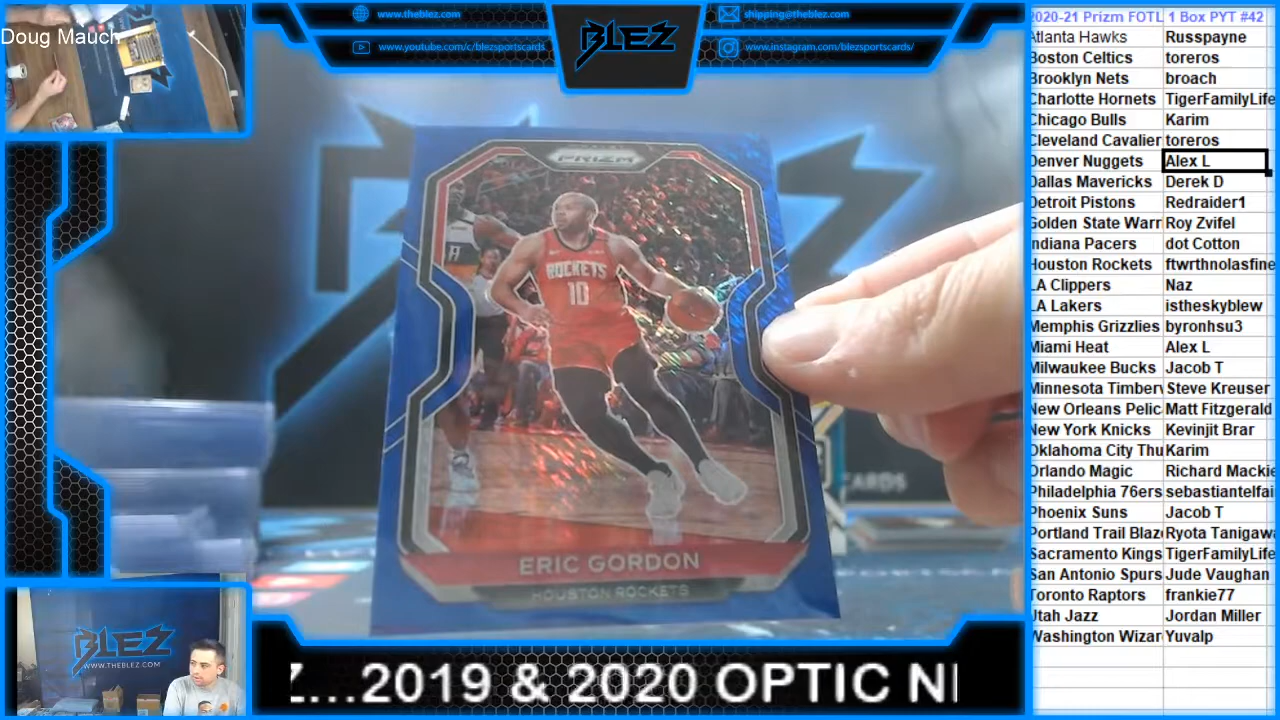 Doug Mauch
www.theblez.com
shipping@theblez.com
www.youtube.com/c/blezsportscards/
www.instagram.com/blezsportscards/
BLEZ
PRIZM
ROCKETS
10
ERIC GORDON
HOUSTON ROCKETS
CARDS
BLEZ
WWW.THEBLEZ.COM
...2019 & 2020 OPTIC
2020-21 Prizm FOTL 1 Box PYT #42
Atlanta Hawks Russpayne
Boston Celtics toreros
Brooklyn Nets broach
Charlotte Hornets TigerFamilyLife
Chicago Bulls Karim
Cleveland Cavalier toreros
Denver Nuggets Alex L
Dallas Mavericks Derek D
Detroit Pistons Redraider1
Golden State Warr Roy Zvifel
Indiana Pacers dot Cotton
Houston Rockets ftwrthnolasfine
LA Clippers Naz
LA Lakers istheskyblew
Memphis Grizzlies byronhsu3
Miami Heat Alex L
Milwaukee Bucks Jacob T
Minnesota Timberv Steve Kreuser
New Orleans Pelic Matt Fitzgerald
New York Knicks Kevinjit Brar
Oklahoma City Thu Karim
Orlando Magic Richard Mackie
Philadelphia 76ers sebastiantelfai
Phoenix Suns Jacob T
Portland Trail Blaz Ryota Tanigawa
Sacramento Kings TigerFamilyLife
San Antonio Spurs Jude Vaughan
Toronto Raptors frankie77
Utah Jazz Jordan Miller
Washington Wizar Yuvalp